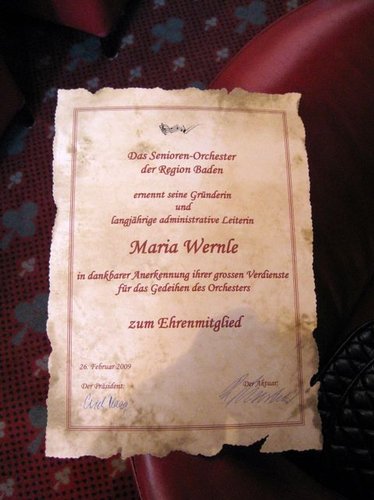 Das Senioren-Orchester
der Region Baden
ernennt seine Gründerin
und
langjährige administrative Leiterin
Maria Wernle
in dankbarer Anerkennung ihrer grossen Verdienste
für das Gedeihen des Orchesters
zum Ehrenmitglied
26. Februar 2009
Der Präsident: Der Aktuar: